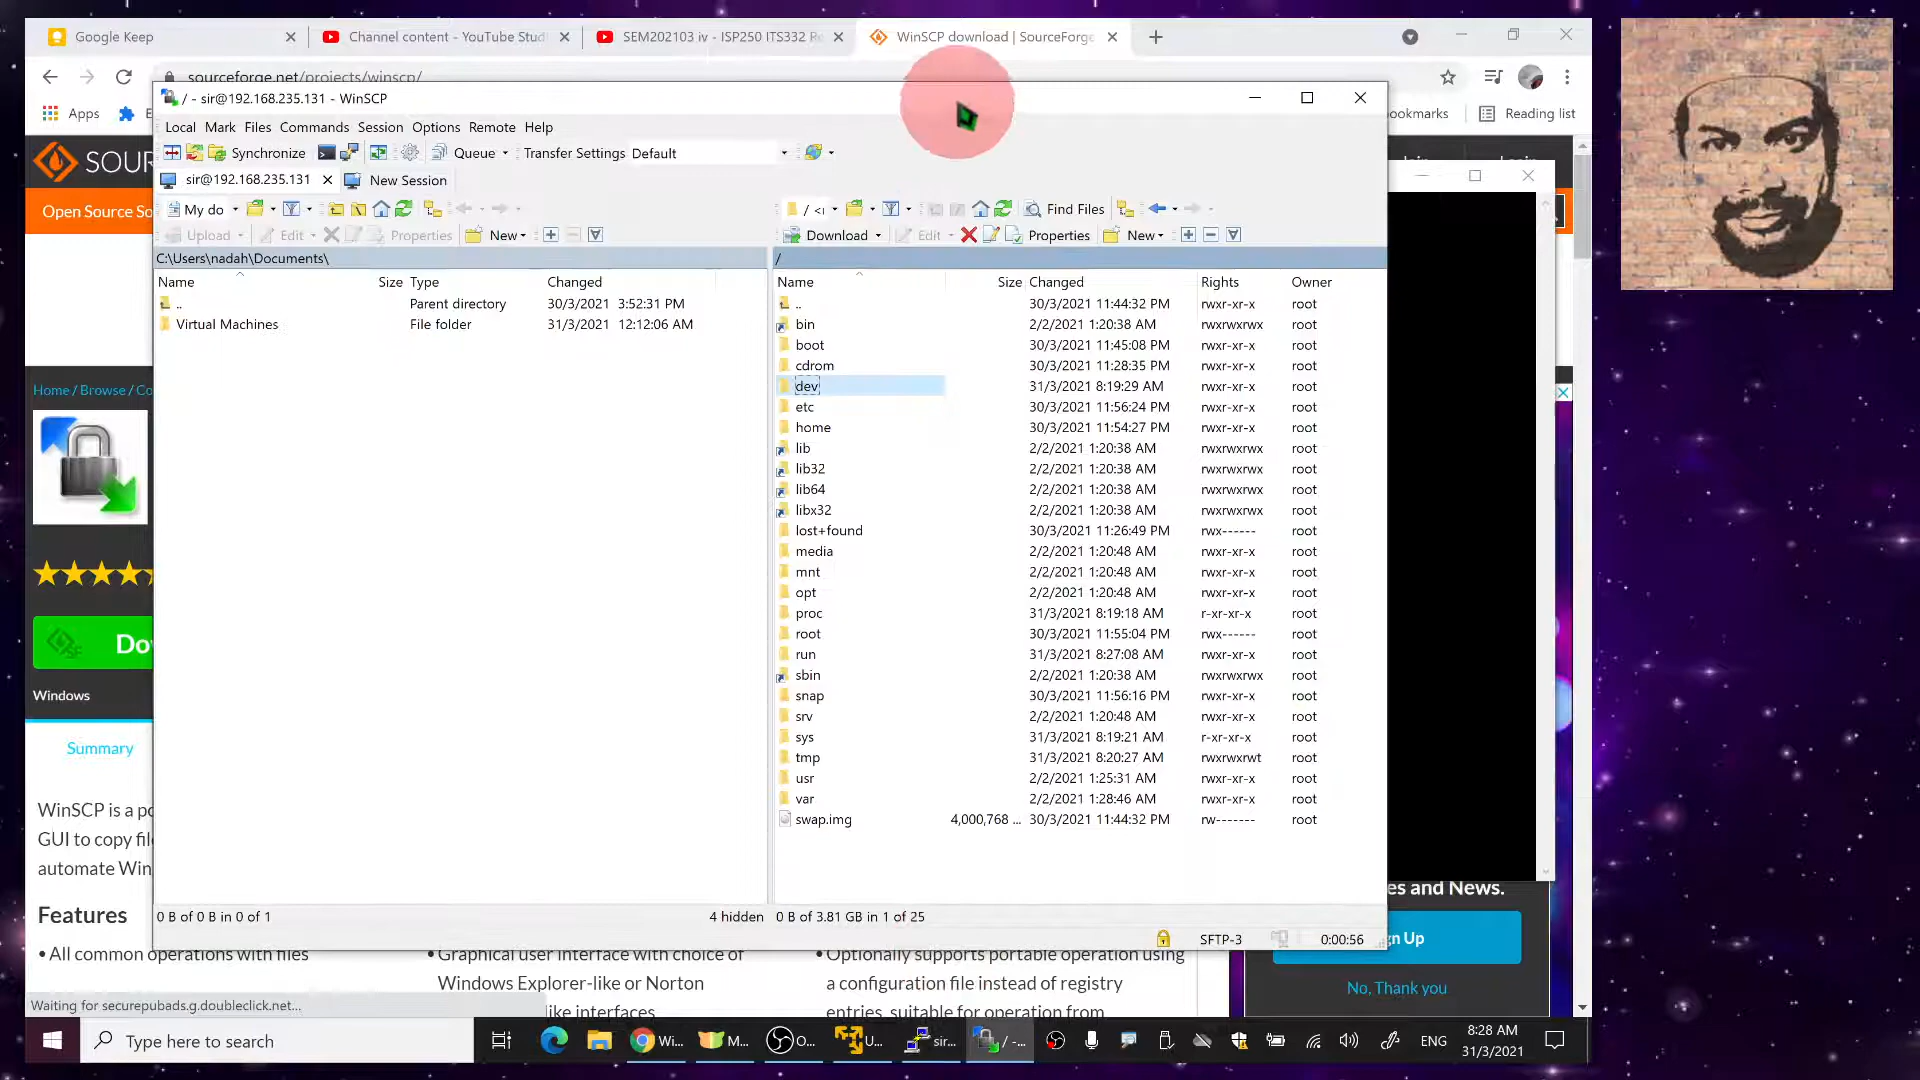 Google Keep
Channel content - YouTube Stud
SEM202103 iv - ISP250 ITS332 Re
WinSCP download | SourceForge
sourceforge.net/projects/winscp/
Apps
Reading list
/ - sir@192.168.235.131 - WinSCP
Local Mark Files Commands Session Options Remote Help
Synchronize
Queue
Transfer Settings Default
sir@192.168.235.131
New Session
My do
/ <
Find Files
Upload
Edit
Properties
New
Download
Edit
Properties
New
C:\Users\nadah\Documents\
/
Name Size Type Changed
.. Parent directory 30/3/2021 3:52:31 PM
Virtual Machines File folder 31/3/2021 12:12:06 AM
Name Size Changed Rights Owner
.. 30/3/2021 11:44:32 PM rwxr-xr-x root
bin 2/2/2021 1:20:38 AM rwxrwxrwx root
boot 30/3/2021 11:45:08 PM rwxr-xr-x root
cdrom 30/3/2021 11:28:35 PM rwxr-xr-x root
dev 31/3/2021 8:19:29 AM rwxr-xr-x root
etc 30/3/2021 11:56:24 PM rwxr-xr-x root
home 30/3/2021 11:54:27 PM rwxr-xr-x root
lib 2/2/2021 1:20:38 AM rwxrwxrwx root
lib32 2/2/2021 1:20:38 AM rwxrwxrwx root
lib64 2/2/2021 1:20:38 AM rwxrwxrwx root
libx32 2/2/2021 1:20:38 AM rwxrwxrwx root
lost+found 30/3/2021 11:26:49 PM rwx------ root
media 2/2/2021 1:20:48 AM rwxr-xr-x root
mnt 2/2/2021 1:20:48 AM rwxr-xr-x root
opt 2/2/2021 1:20:48 AM rwxr-xr-x root
proc 31/3/2021 8:19:18 AM r-xr-xr-x root
root 30/3/2021 11:55:04 PM rwx------ root
run 31/3/2021 8:27:08 AM rwxr-xr-x root
sbin 2/2/2021 1:20:38 AM rwxrwxrwx root
snap 30/3/2021 11:56:16 PM rwxr-xr-x root
srv 2/2/2021 1:20:48 AM rwxr-xr-x root
sys 31/3/2021 8:19:21 AM r-xr-xr-x root
tmp 31/3/2021 8:20:27 AM rwxrwxrwt root
usr 2/2/2021 1:25:31 AM rwxr-xr-x root
var 2/2/2021 1:28:46 AM rwxr-xr-x root
swap.img 4,000,768 ... 30/3/2021 11:44:32 PM rw------- root
0 B of 0 B in 0 of 1
4 hidden
0 B of 3.81 GB in 1 of 25
SFTP-3
0:00:56
SOU
Open Source So
Home / Browse / Co
Do
Windows
Summary
WinSCP is a po
GUI to copy fil
automate Win
Features
• All common operations with files
• Graphical user interface with choice of
Windows Explorer-like or Norton
like interfaces
• Optionally supports portable operation using
a configuration file instead of registry
entries, suitable for operation from
es and News.
gn Up
No, Thank you
Waiting for securepubads.g.doubleclick.net...
Type here to search
Wi...
M...
O...
U...
sir...
/ -...
ENG
8:28 AM
31/3/2021